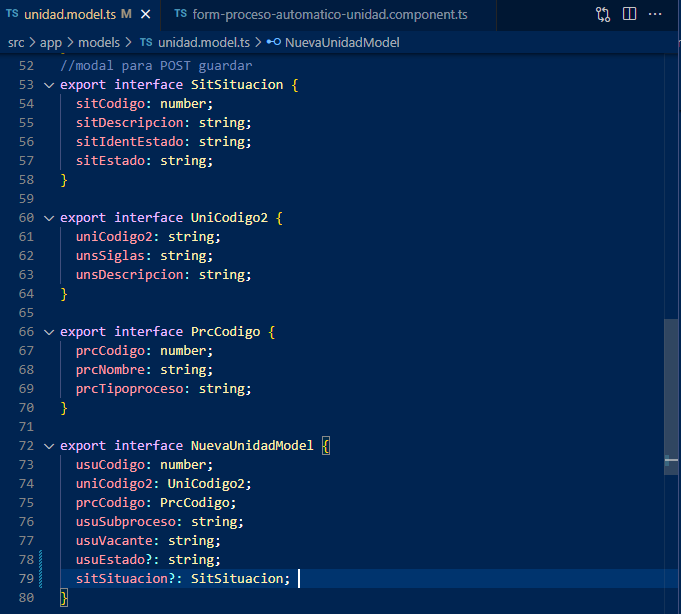 TS unidad.model.ts M X TS form-proceso-automatico-unidad.component.ts ...
src > app > models > TS unidad.model.ts > NuevaUnidadModel
52 //modal para POST guardar
53 export interface SitSituacion {
54 sitCodigo: number;
55 sitDescripcion: string;
56 sitIdentEstado: string;
57 sitEstado: string;
58 }
59
60 export interface UniCodigo2 {
61 uniCodigo2: string;
62 unsSiglas: string;
63 unsDescripcion: string;
64 }
65
66 export interface PrcCodigo {
67 prcCodigo: number;
68 prcNombre: string;
69 prcTipoproceso: string;
70 }
71
72 export interface NuevaUnidadModel {
73 usuCodigo: number;
74 uniCodigo2: UniCodigo2;
75 prcCodigo: PrcCodigo;
76 usuSubproceso: string;
77 usuVacante: string;
78 usuEstado?: string;
79 sitSituacion?: SitSituacion;
80 }